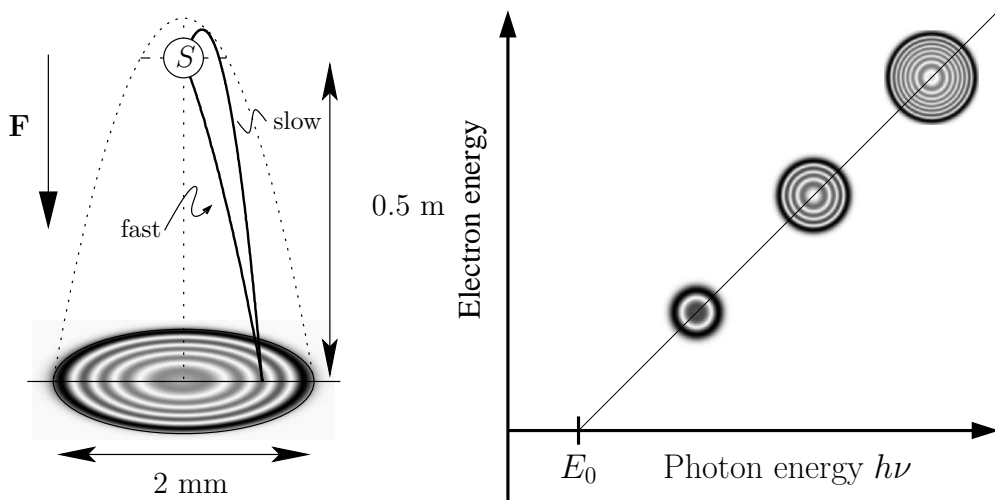 S
F
slow
fast
0.5 m
2 mm
Electron energy
E₀
Photon energy hν